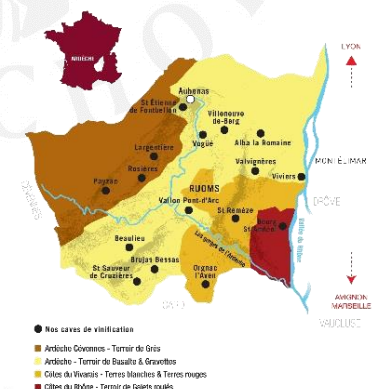 ARDÈCHE
LYON
Aubenas
St Étienne
de Fontbellon
Villeneuve
de-Berg
Vogüé
Alba la Romaine
Largentière
Valvignères
MONTÉLIMAR
Rosières
Viviers
Payzac
RUOMS
CÉVENNES
DRÔME
Vallon Pont-d'Arc
St Remèze
Bourg
St Andéol
Vallée du Rhône
Beaulieu
Les gorges de l'Ardèche
Brujas Bessas
St Sauveur
de Cruzières
Orgnac
l'Aven
GARD
AVIGNON
MARSEILLE
VAUCLUSE
Nos caves de vinification
Ardèche Cévennes - Terroir de Grès
Ardèche - Terroir de Basalte & Gravettes
Côtes du Vivarais - Terres blanches & Terres rouges
Côtes du Rhône - Terroir de Galets roulés